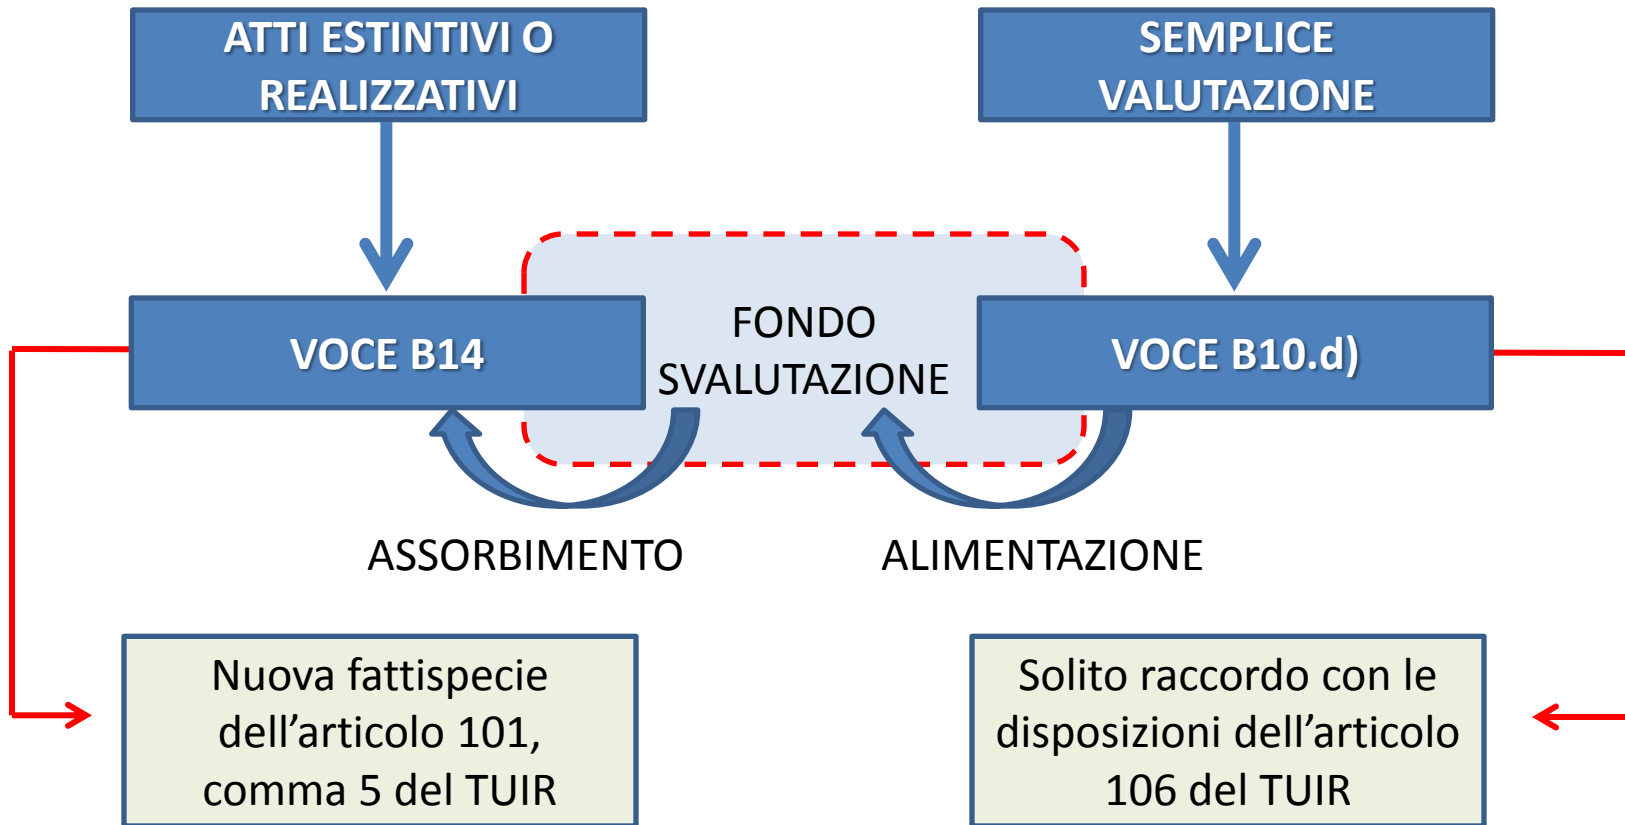 ATTI ESTINTIVI O
REALIZZATIVI
SEMPLICE
VALUTAZIONE
VOCE B14
FONDO
SVALUTAZIONE
VOCE B10.d)
ASSORBIMENTO
ALIMENTAZIONE
Nuova fattispecie
dell’articolo 101,
comma 5 del TUIR
Solito raccordo con le
disposizioni dell’articolo
106 del TUIR